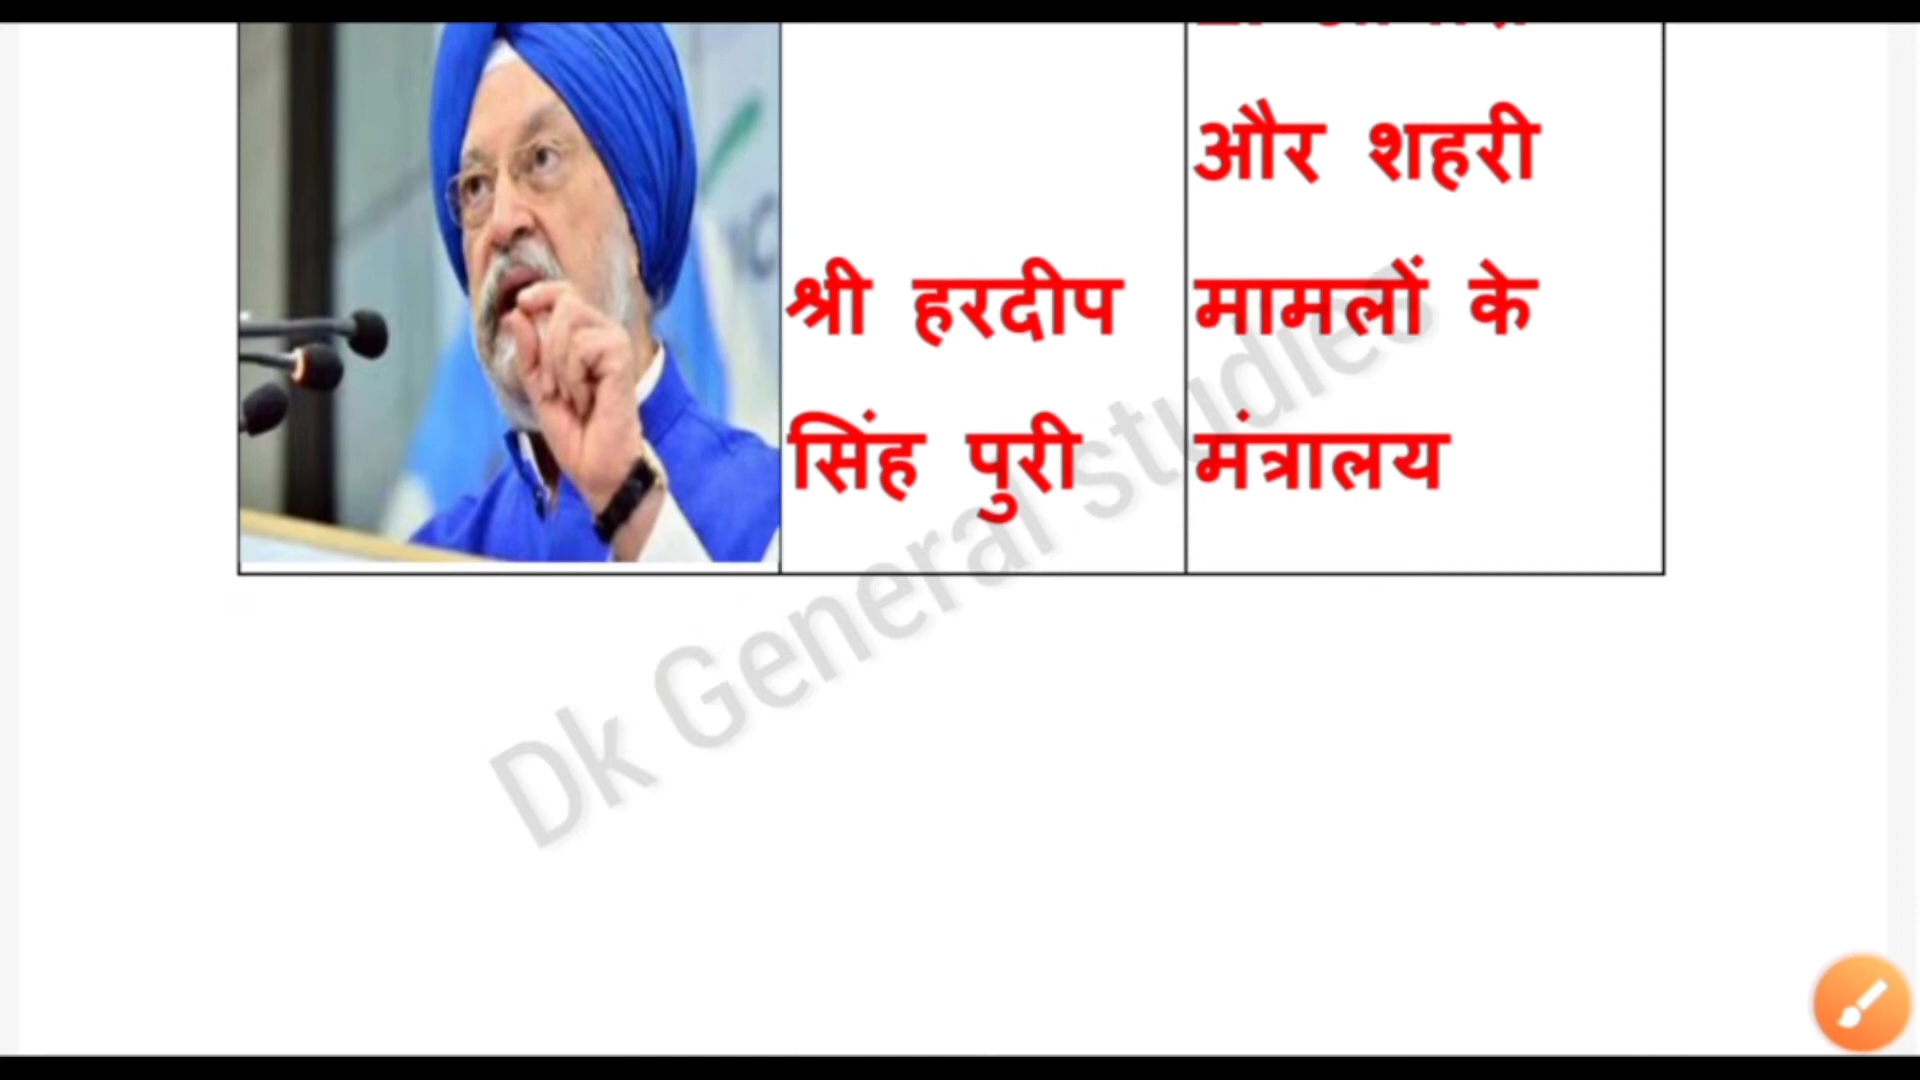 और शहरी
श्री हरदीप
मामलों के
सिंह पुरी
मंत्रालय
Dk General studies